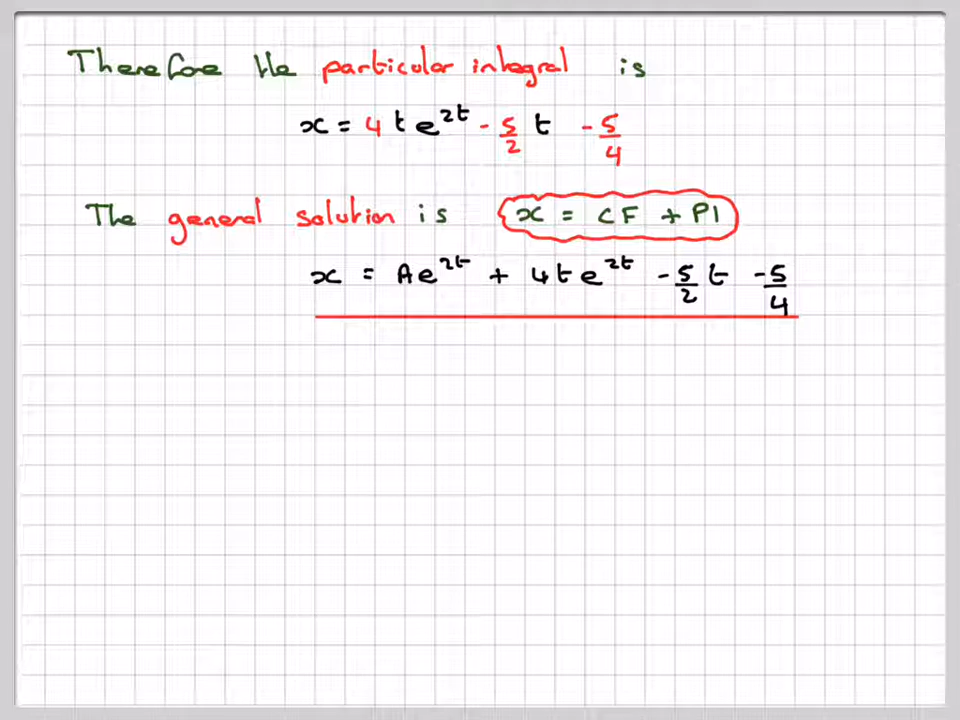 Therefore the particular integral is
x = 4te^{2t} - 5/2 t - 5/4
The general solution is x = CF + PI
x = Ae^{2t} + 4te^{2t} - 5/2 t - 5/4